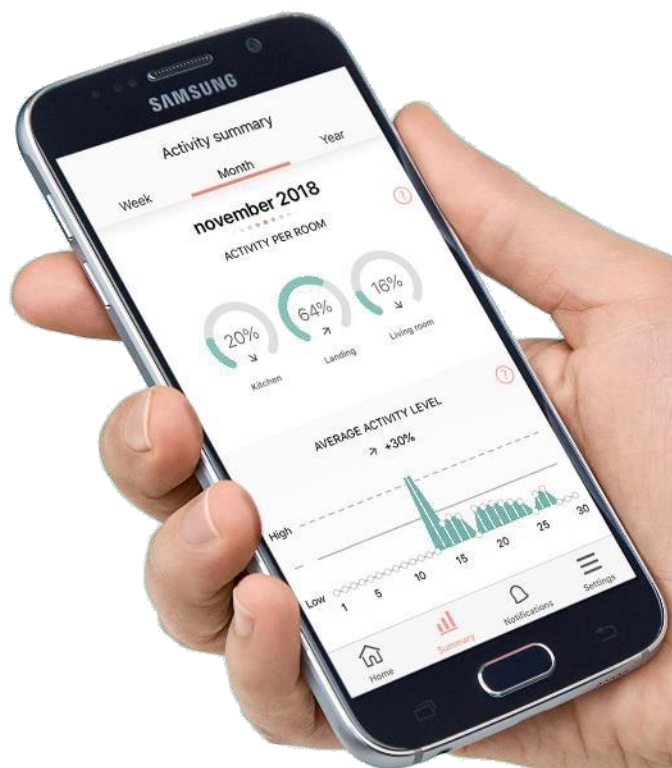 SAMSUNG
Activity summary
Week Month Year
november 2018
?
ACTIVITY PER ROOM
20% 64% 16%
Kitchen Landing Living room
?
AVERAGE ACTIVITY LEVEL
+30%
High
Low
1 5 10 15 20 25 30
Home Summary Notifications Settings